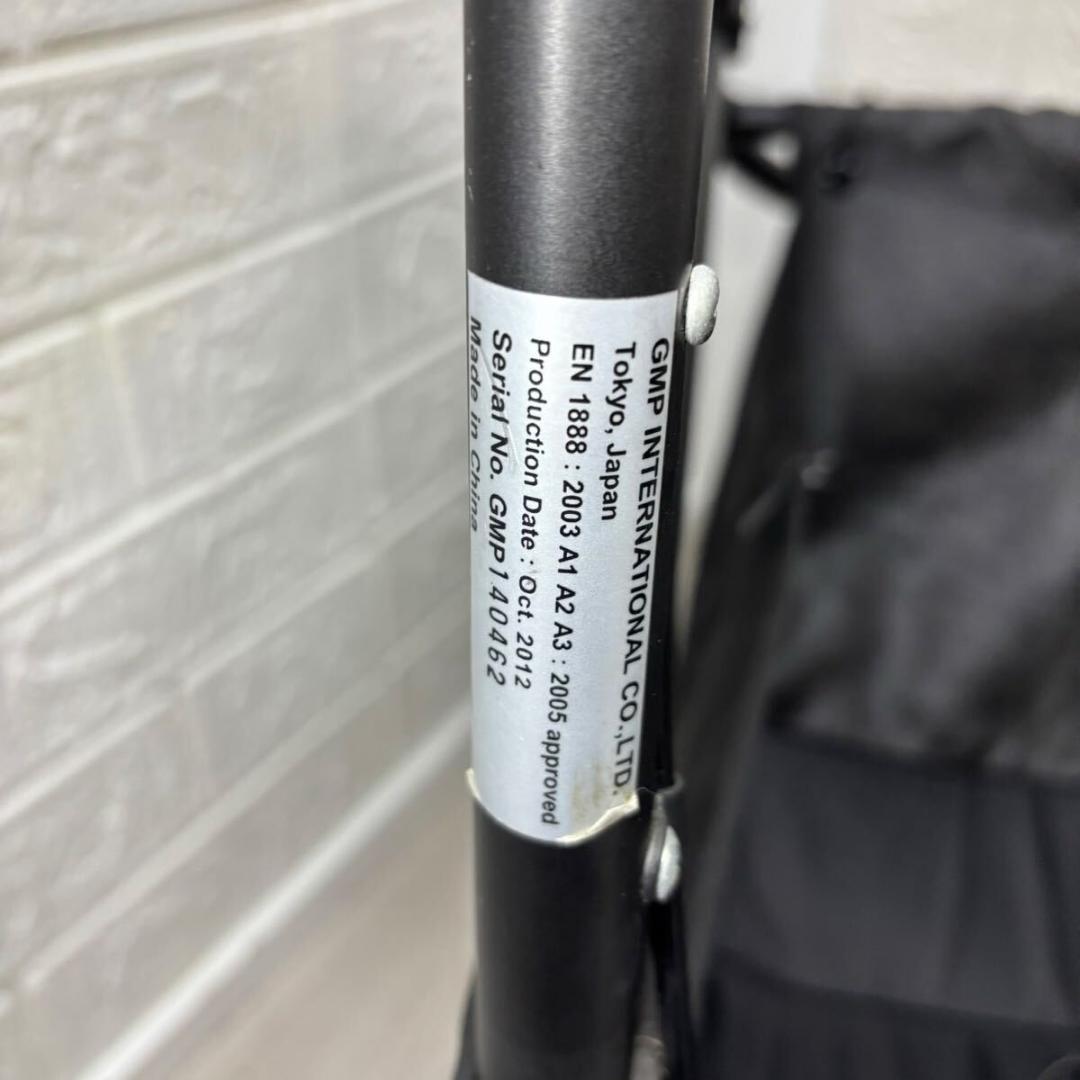 GMP INTERNATIONAL CO.,LTD.
Tokyo, Japan
EN 1888 : 2003 A1 A2 A3 : 2005 approved
Production Date : Oct. 2012
Serial No. GMP140462
Made in China